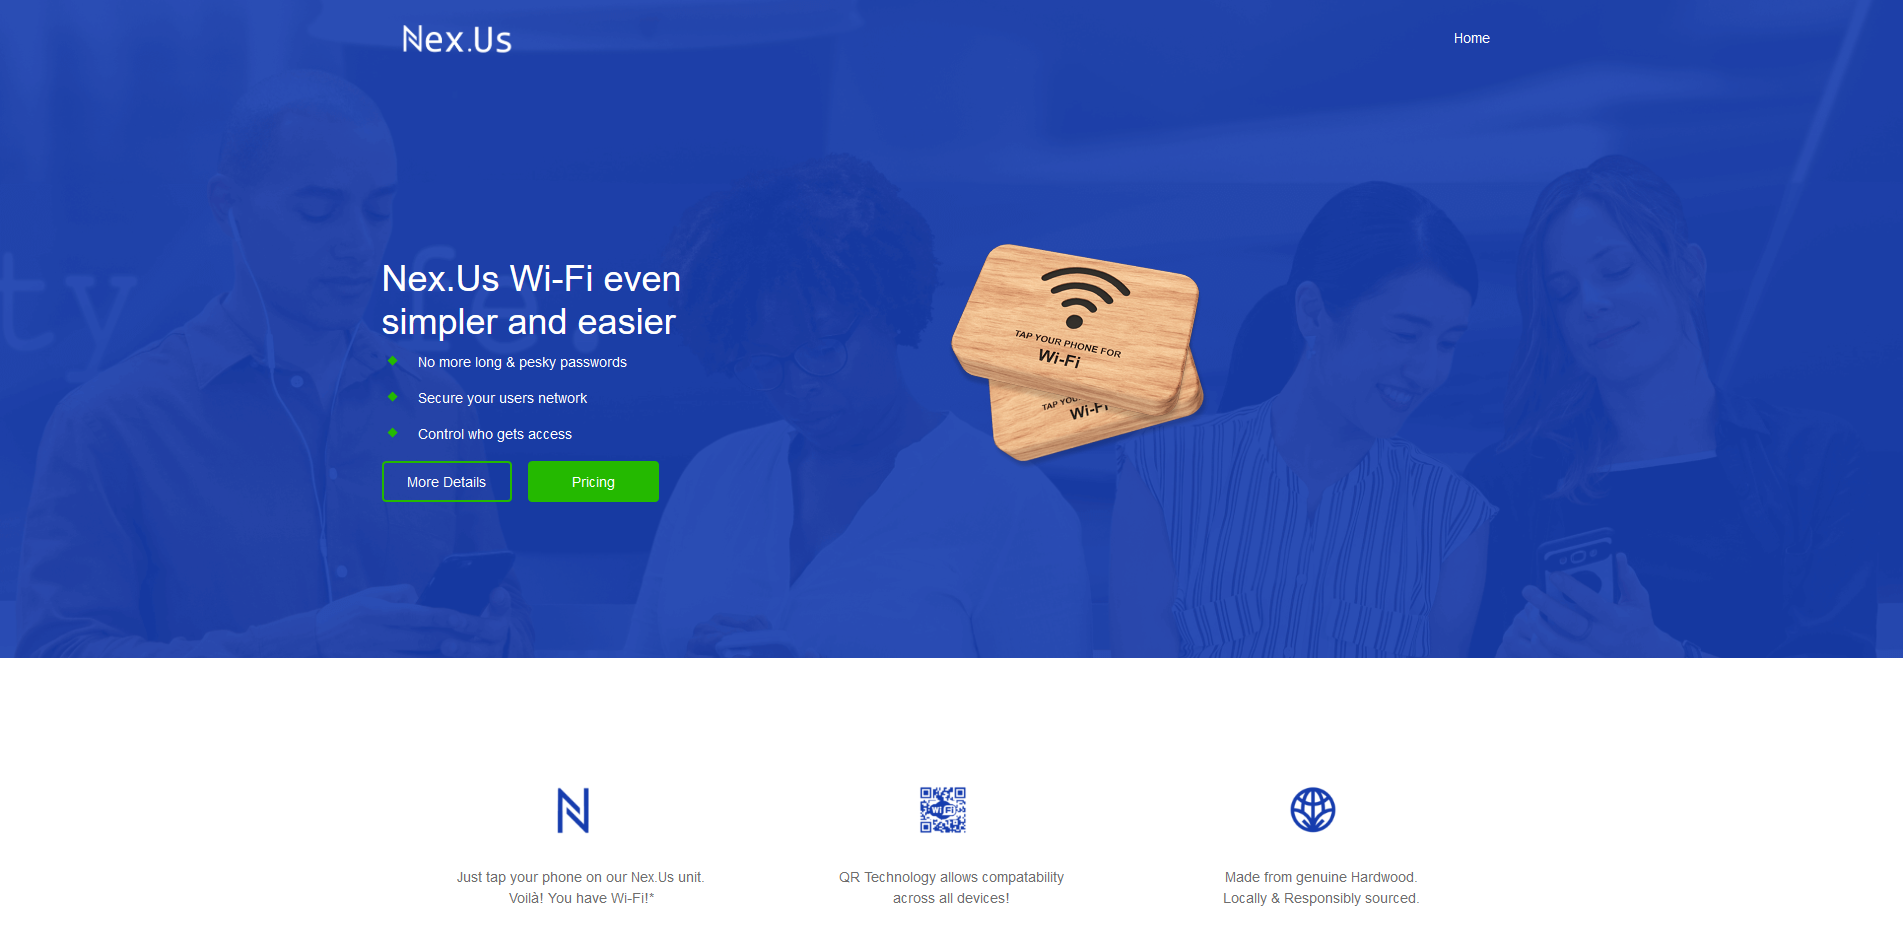 Nex.Us
Home
Nex.Us Wi-Fi even
simpler and easier
No more long & pesky passwords
Secure your users network
Control who gets access
More Details
Pricing
TAP YOUR PHONE FOR
Wi-Fi
TAP YOU
Wi-Fi
ty fe.
N
WiFi
Just tap your phone on our Nex.Us unit.
Voilà! You have Wi-Fi!*
QR Technology allows compatability
across all devices!
Made from genuine Hardwood.
Locally & Responsibly sourced.